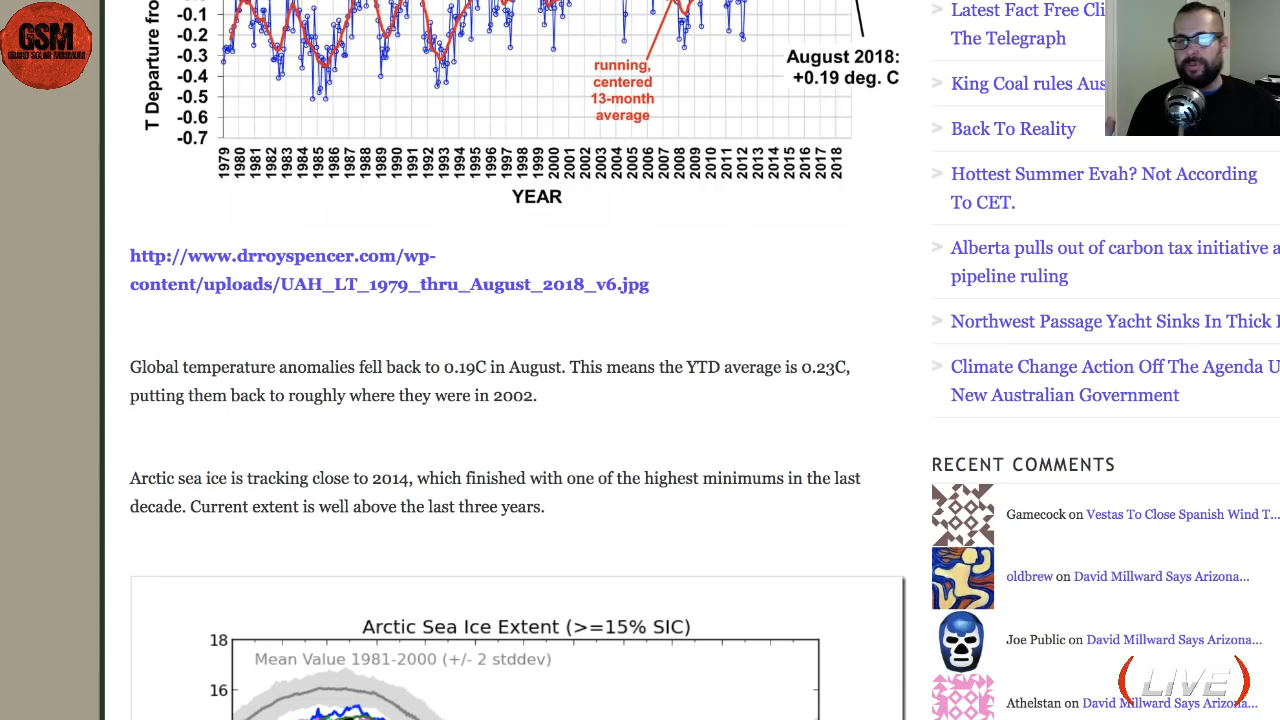 GSM
GRAND SOLAR MINIMUM
T Departure fro
-0.1
-0.2
-0.3
-0.4
-0.5
-0.6
-0.7
running,
centered
13-month
average
August 2018:
+0.19 deg. C
1979 1980 1981 1982 1983 1984 1985 1986 1987 1988 1989 1990 1991 1992 1993 1994 1995 1996 1997 1998 1999 2000 2001 2002 2003 2004 2005 2006 2007 2008 2009 2010 2011 2012 2013 2014 2015 2016 2017 2018
YEAR
http://www.drroyspencer.com/wp-
content/uploads/UAH_LT_1979_thru_August_2018_v6.jpg
Global temperature anomalies fell back to 0.19C in August. This means the YTD average is 0.23C,
putting them back to roughly where they were in 2002.
Arctic sea ice is tracking close to 2014, which finished with one of the highest minimums in the last
decade. Current extent is well above the last three years.
Arctic Sea Ice Extent (>=15% SIC)
18
Mean Value 1981-2000 (+/- 2 stddev)
16
> Latest Fact Free Cli
The Telegraph
> King Coal rules Aus
> Back To Reality
> Hottest Summer Evah? Not According
To CET.
> Alberta pulls out of carbon tax initiative a
pipeline ruling
> Northwest Passage Yacht Sinks In Thick I
> Climate Change Action Off The Agenda U
New Australian Government
RECENT COMMENTS
Gamecock on Vestas To Close Spanish Wind T...
oldbrew on David Millward Says Arizona...
Joe Public on David Millward Says Arizona...
Athelstan on David Millward Says Arizona...
LIVE